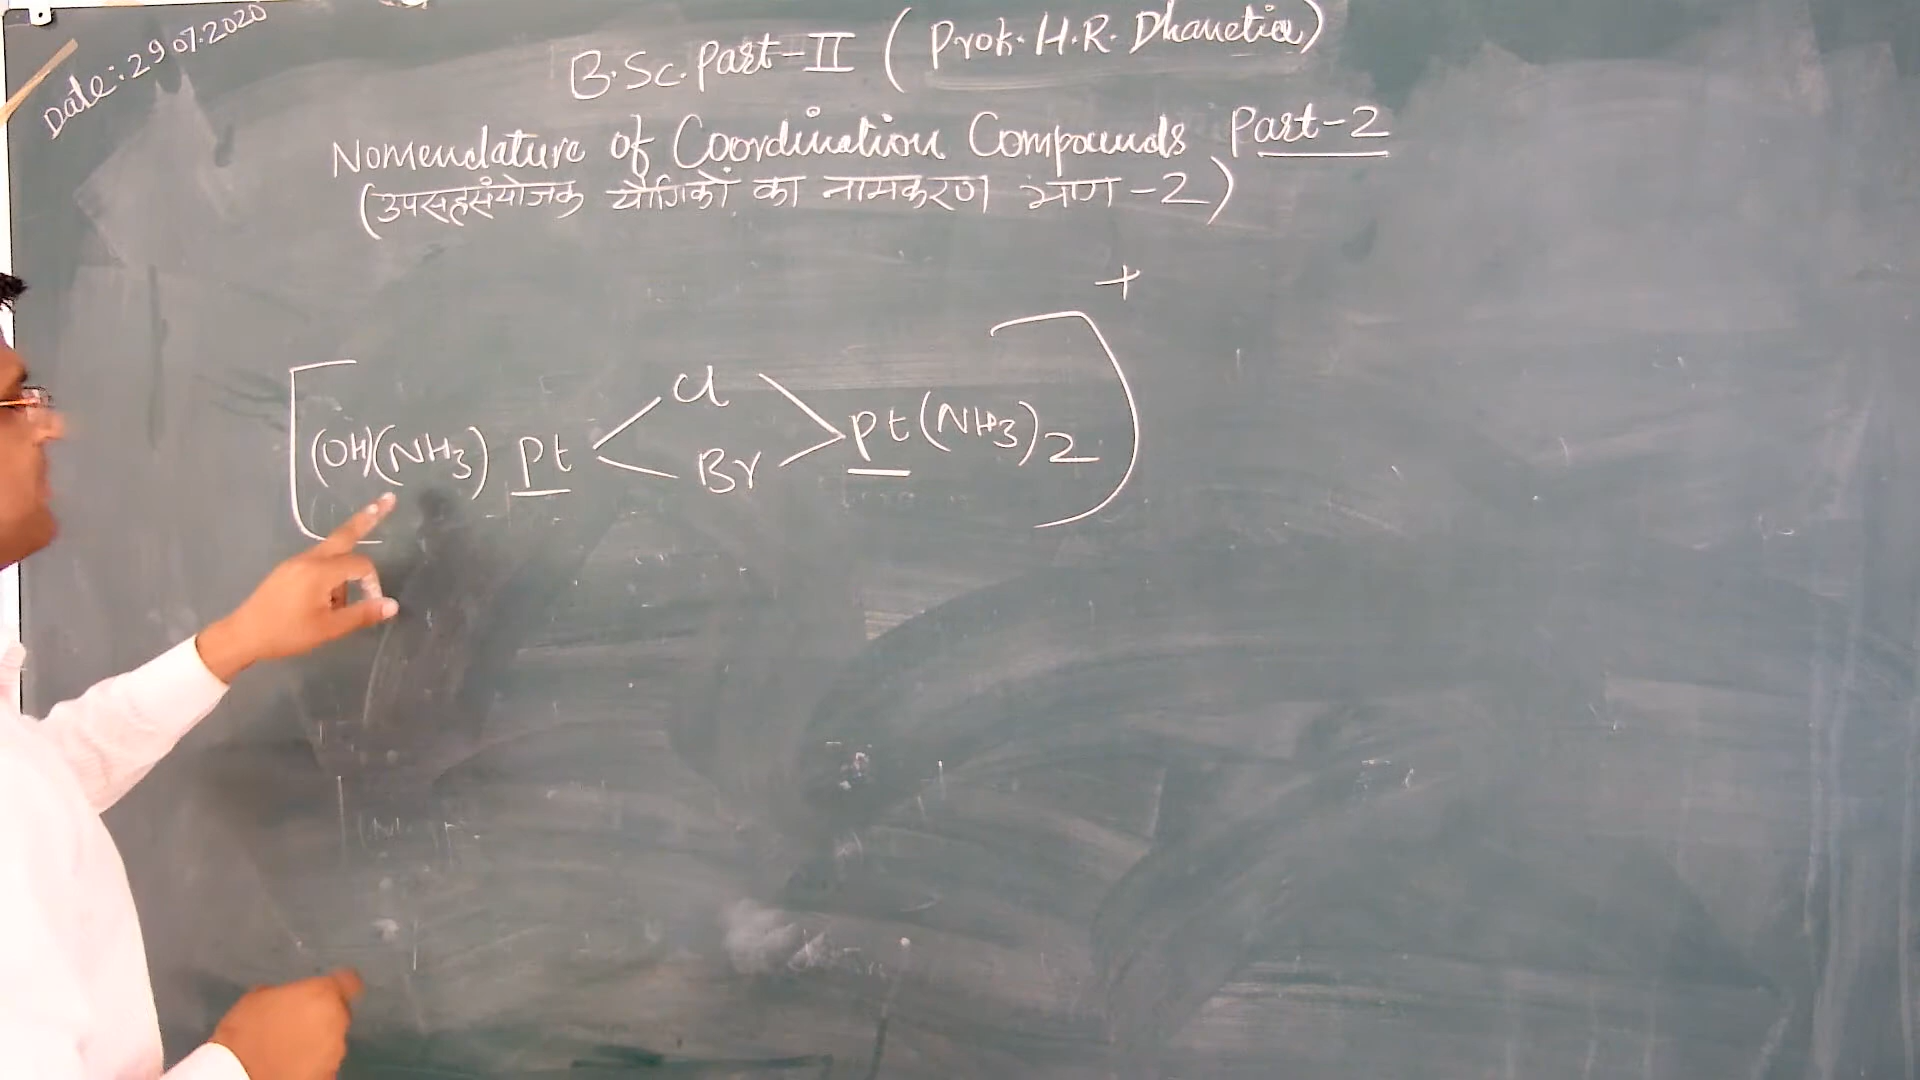 Date: 29 07.2020
B.Sc. Part-II ( Prof. H.R. Dhanetia)
Nomenclature of Coordination Compounds Part-2
(उपसहसंयोजक यौगिकों का नामकरण भाग -2)
[(OH)(NH3) Pt < Cl Br > Pt (NH3)2]+